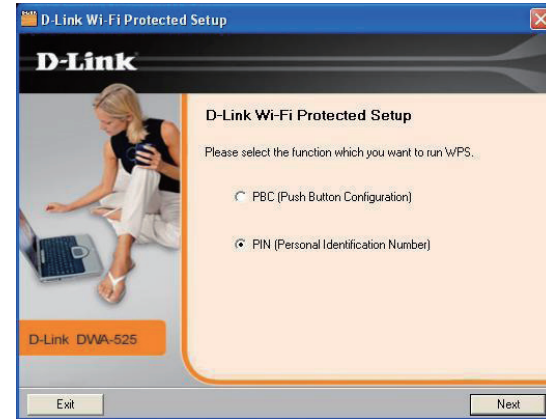 D-Link Wi-Fi Protected Setup
D-Link
D-Link Wi-Fi Protected Setup
Please select the function which you want to run WPS.
PBC (Push Button Configuration)
PIN (Personal Identification Number)
D-Link DWA-525
Exit
Next